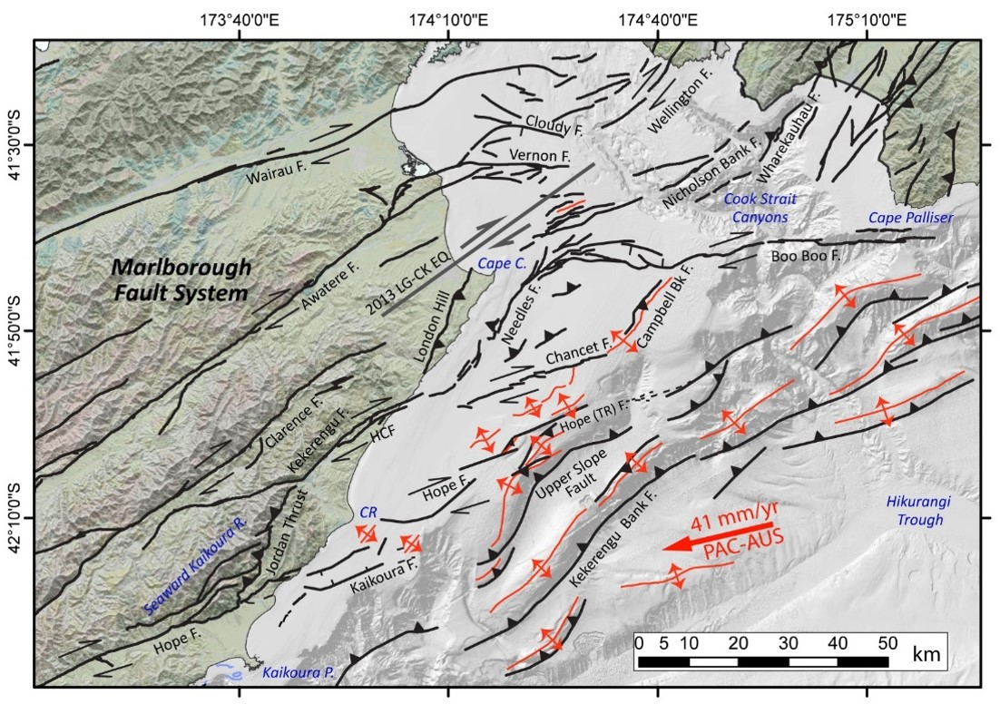 173°40'0"E
174°10'0"E
174°40'0"E
175°10'0"E
41°30'0"S
41°50'0"S
42°10'0"S
Wellington F.
Cloudy F.
Wharekauhau F.
Vernon F.
Wairau F.
Nicholson Bank F.
Cook Strait
Canyons
Cape Palliser
Boo Boo F.
Cape C.
Marlborough
Fault System
Awatere F.
2013 LG-CK EQ.
Needles F.
London Hill
Campbell Bk F.
Chancet F.
Clarence F.
Kekerengu F.
HCF
Hope (TR) F.
Hope F.
Upper Slope
Fault
Jordan Thrust
CR
Kekerengu Bank F.
Hikurangi
Trough
41 mm/yr
PAC-AUS
Seaward Kaikoura R.
Kaikoura F.
Hope F.
Kaikoura P.
0 5 10 20 30 40 50
km